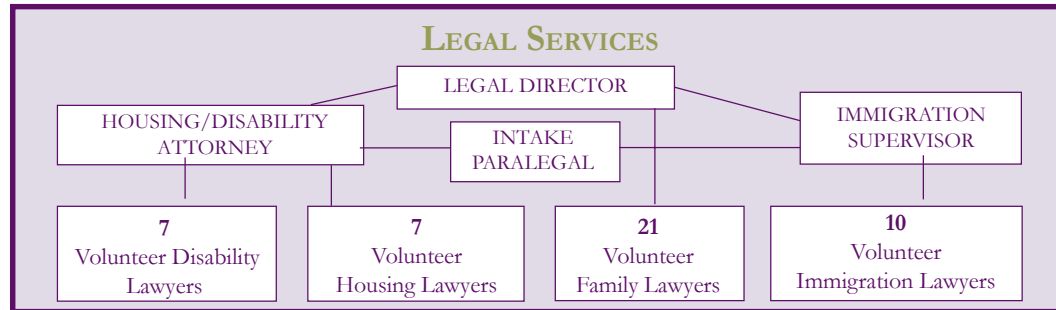 LEGAL SERVICES
LEGAL DIRECTOR
HOUSING/DISABILITY
ATTORNEY
INTAKE
PARALEGAL
IMMIGRATION
SUPERVISOR
7
Volunteer Disability
Lawyers
7
Volunteer
Housing Lawyers
21
Volunteer
Family Lawyers
10
Volunteer
Immigration Lawyers